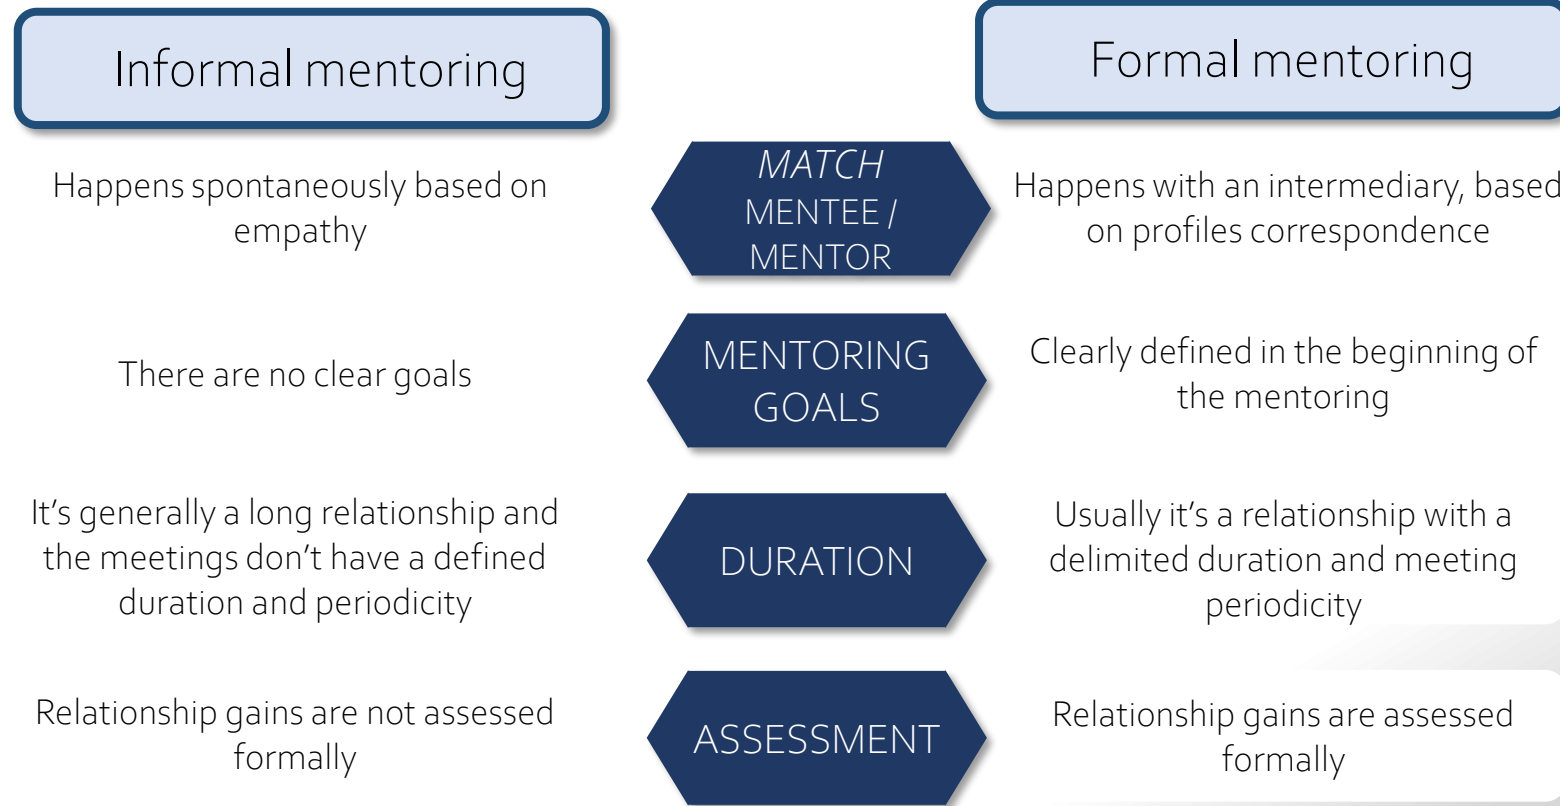 Informal mentoring
Formal mentoring
Happens spontaneously based on
empathy
MATCH
MENTEE /
MENTOR
Happens with an intermediary, based
on profiles correspondence
There are no clear goals
MENTORING
GOALS
Clearly defined in the beginning of
the mentoring
It’s generally a long relationship and
the meetings don’t have a defined
duration and periodicity
DURATION
Usually it’s a relationship with a
delimited duration and meeting
periodicity
Relationship gains are not assessed
formally
ASSESSMENT
Relationship gains are assessed
formally